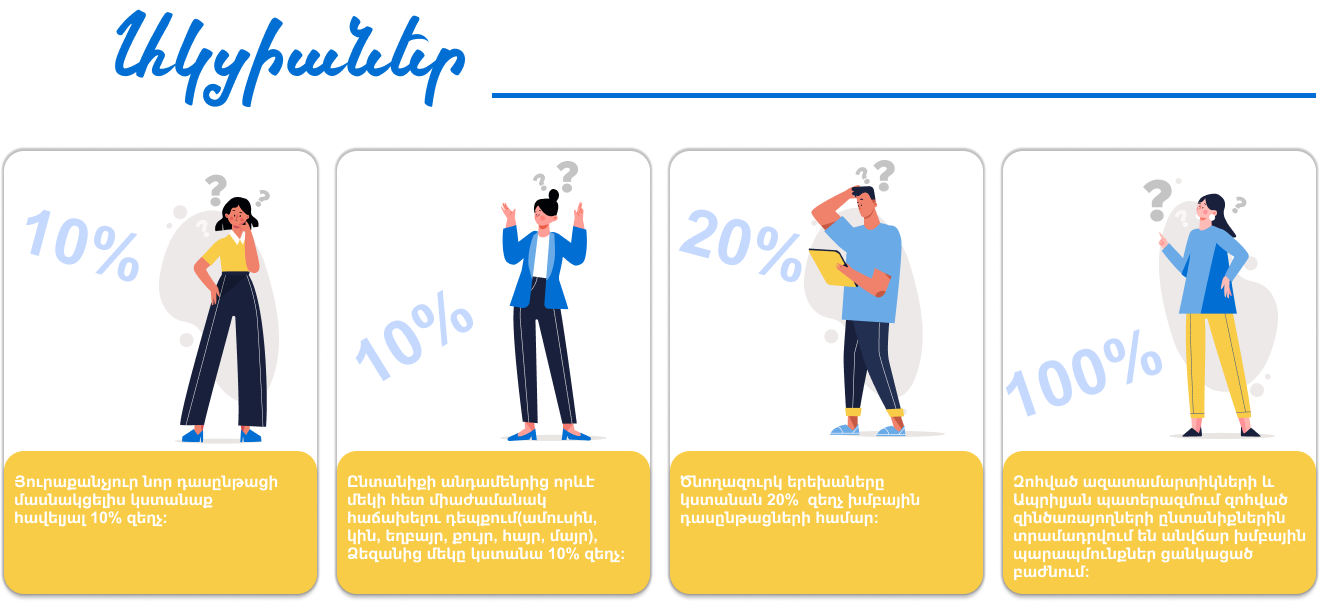 Ակցիաներ
10%
Յուրաքանչյուր նոր դասընթացի
մասնակցելիս կստանաք
հավելյալ 10% զեղչ:
10%
Ընտանիքի անդամենրից որևէ
մեկի հետ միաժամանակ
հաճախելու դեպքում(ամուսին,
կին, եղբայր, քույր, հայր, մայր),
Ձեզանից մեկը կստանա 10% զեղչ:
20%
Ծնողազուրկ երեխաները
կստանան 20% զեղչ խմբային
դասընթացների համար:
100%
Զոհված ազատամարտիկների և
Ապրիլյան պատերազմում զոհված
զինծառայողների ընտանիքներին
տրամադրվում են անվճար խմբային
պարապմունքներ ցանկացած
բաժնում: